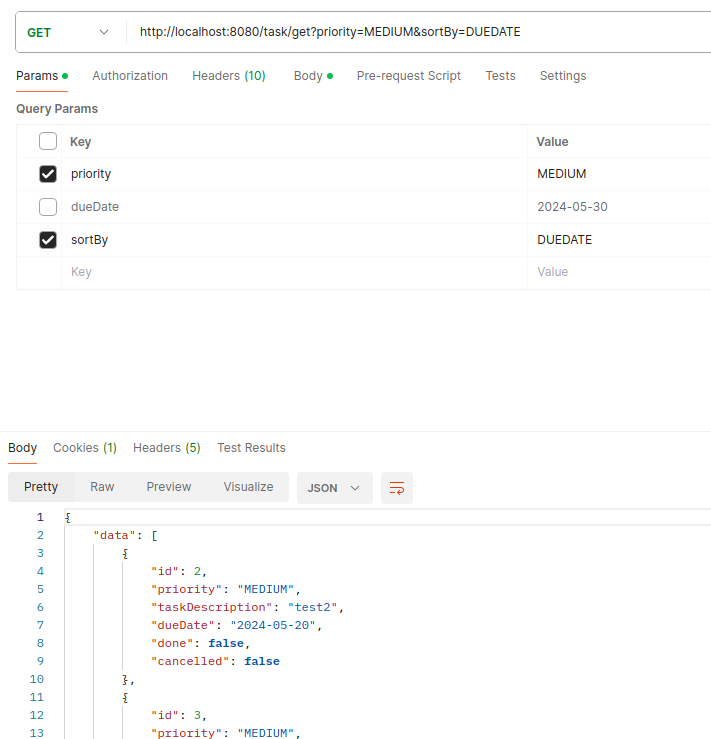 GET http://localhost:8080/task/get?priority=MEDIUM&sortBy=DUEDATE
Params Authorization Headers (10) Body Pre-request Script Tests Settings
Query Params
Key Value
priority MEDIUM
dueDate 2024-05-30
sortBy DUEDATE
Key Value
Body Cookies (1) Headers (5) Test Results
Pretty Raw Preview Visualize JSON
1 {
2 "data": [
3 {
4 "id": 2,
5 "priority": "MEDIUM",
6 "taskDescription": "test2",
7 "dueDate": "2024-05-20",
8 "done": false,
9 "cancelled": false
10 },
11 {
12 "id": 3,
13 "priority": "MEDIUM",